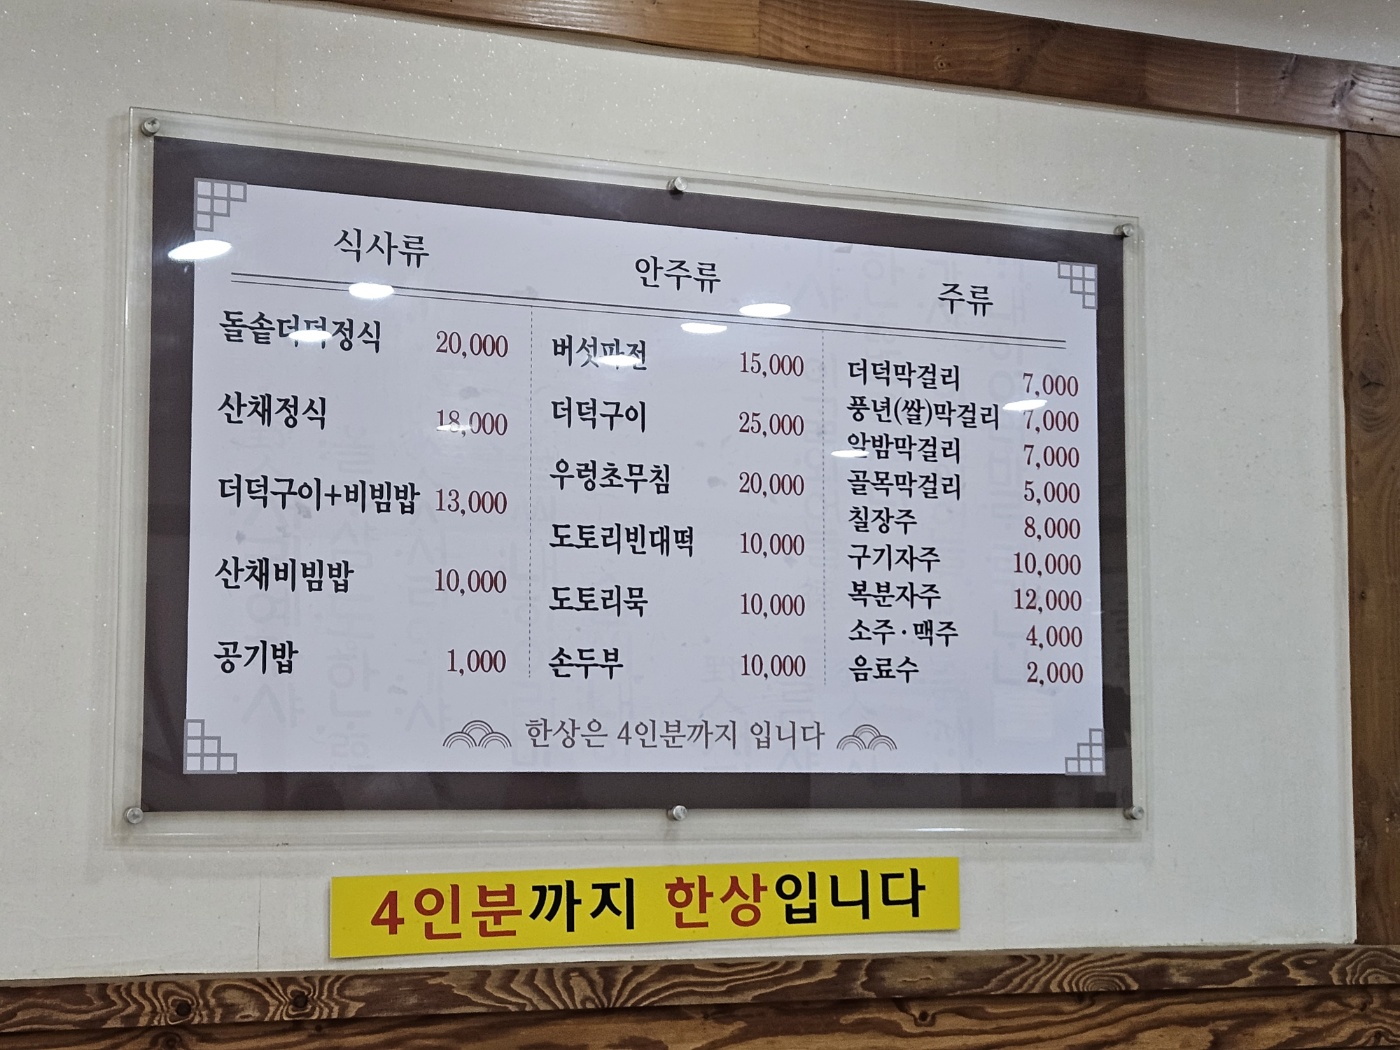 식사류
돌솥더덕정식 20,000
산채정식 18,000
더덕구이+비빔밥 13,000
산채비빔밥 10,000
공기밥 1,000
안주류
버섯파전 15,000
더덕구이 25,000
우렁초무침 20,000
도토리빈대떡 10,000
도토리묵 10,000
손두부 10,000
주류
더덕막걸리 7,000
풍년(쌀)막걸리 7,000
알밤막걸리 7,000
골목막걸리 5,000
칠장주 8,000
구기자주 10,000
복분자주 12,000
소주·맥주 4,000
음료수 2,000
한상은 4인분까지 입니다
4인분까지 한상입니다